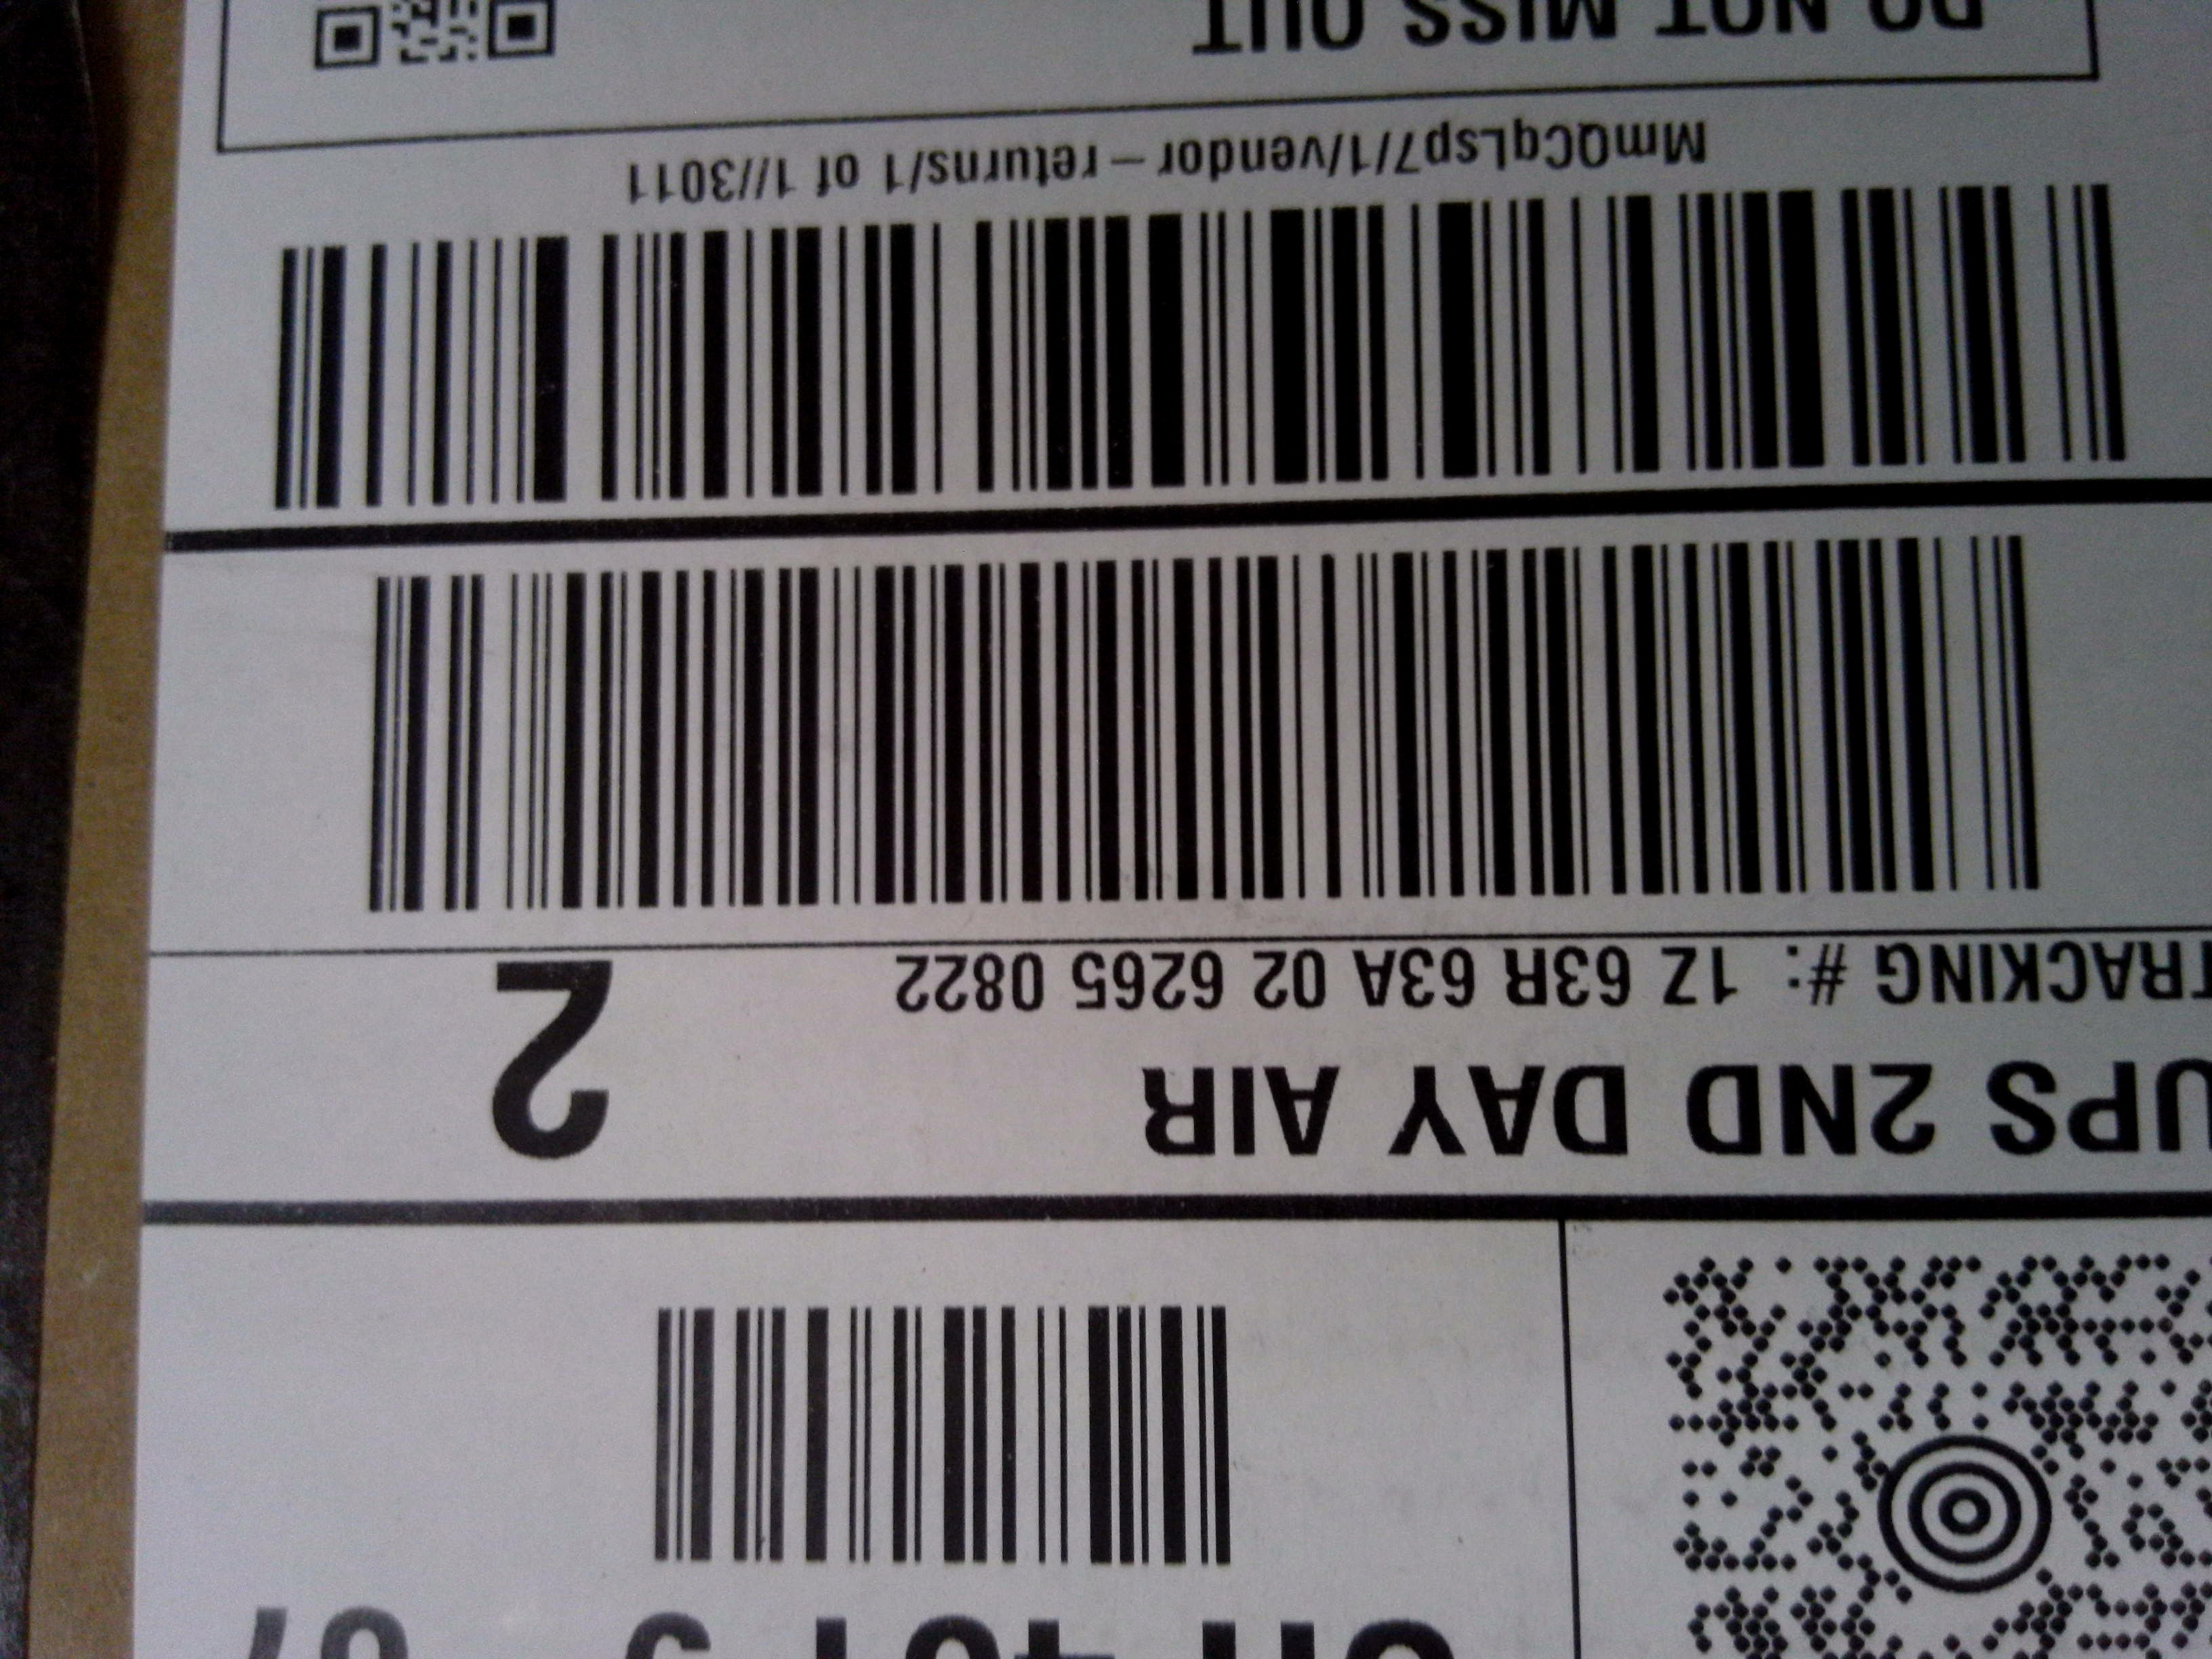 UPS 2ND DAY AIR
2
TRACKING #: 1Z 63R 63A 02 6265 0822
MmQCqLsp7/1/vendor-returns/1 of 1//3011
DO NOT MISS OUT